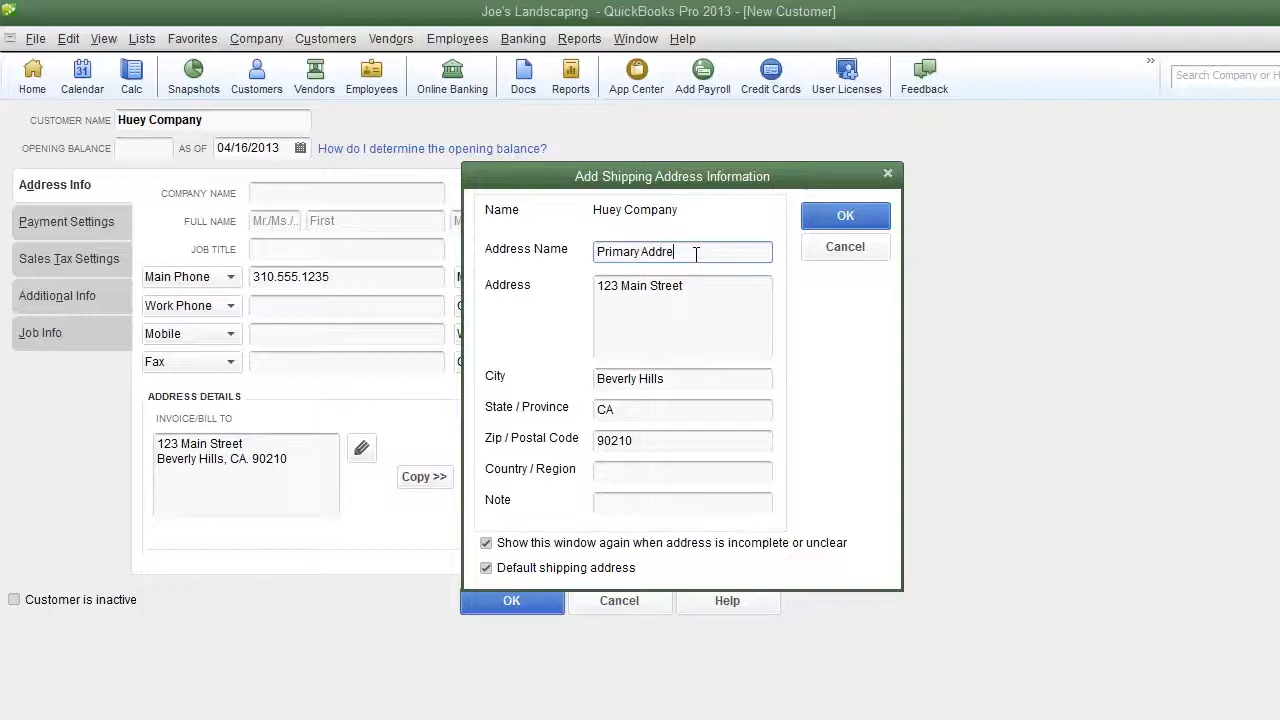 Joe's Landscaping - QuickBooks Pro 2013 - [New Customer]
File Edit View Lists Favorites Company Customers Vendors Employees Banking Reports Window Help
31
Home Calendar Calc Snapshots Customers Vendors Employees Online Banking Docs Reports App Center Add Payroll Credit Cards User Licenses Feedback
» Search Company or H
CUSTOMER NAME Huey Company
OPENING BALANCE AS OF 04/16/2013 How do I determine the opening balance?
Address Info
Payment Settings
Sales Tax Settings
Additional Info
Job Info
COMPANY NAME
FULL NAME Mr./Ms./.. First M
JOB TITLE
Main Phone 310.555.1235
Work Phone
Mobile
Fax
ADDRESS DETAILS
INVOICE/BILL TO
123 Main Street
Beverly Hills, CA. 90210
Copy >>
Add Shipping Address Information
Name Huey Company
Address Name Primary Addre
Address 123 Main Street
City Beverly Hills
State / Province CA
Zip / Postal Code 90210
Country / Region
Note
Show this window again when address is incomplete or unclear
Default shipping address
OK
Cancel
Customer is inactive
OK Cancel Help